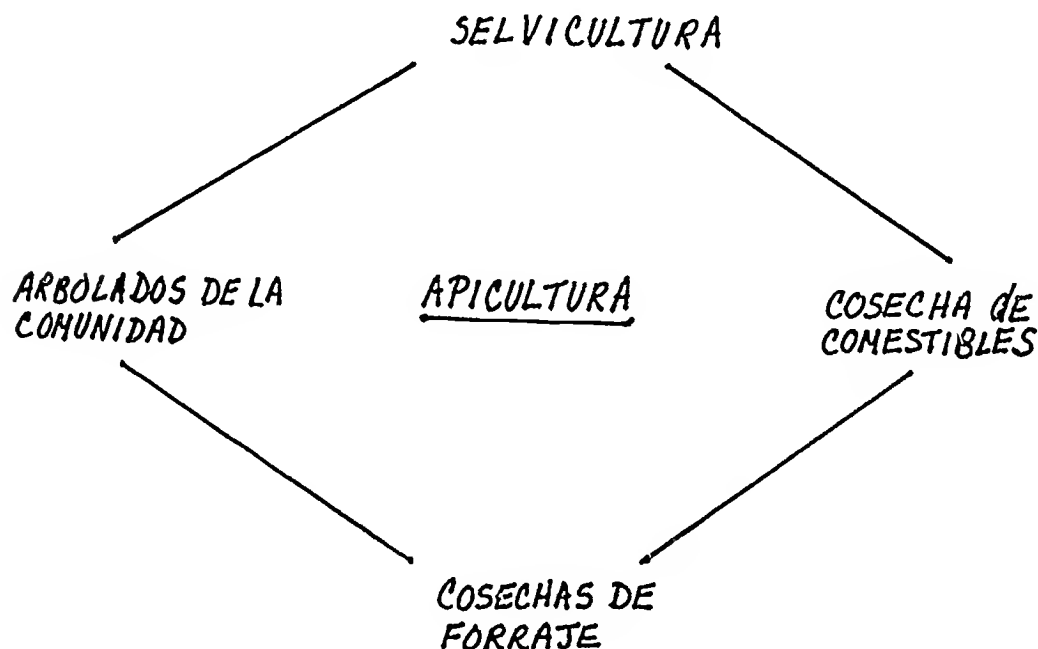 SELVICULTURA
ARBOLADOS DE LA
COMUNIDAD
APICULTURA
COSECHA dE
COMESTIBLES
COSECHAS DE
FORRAJE